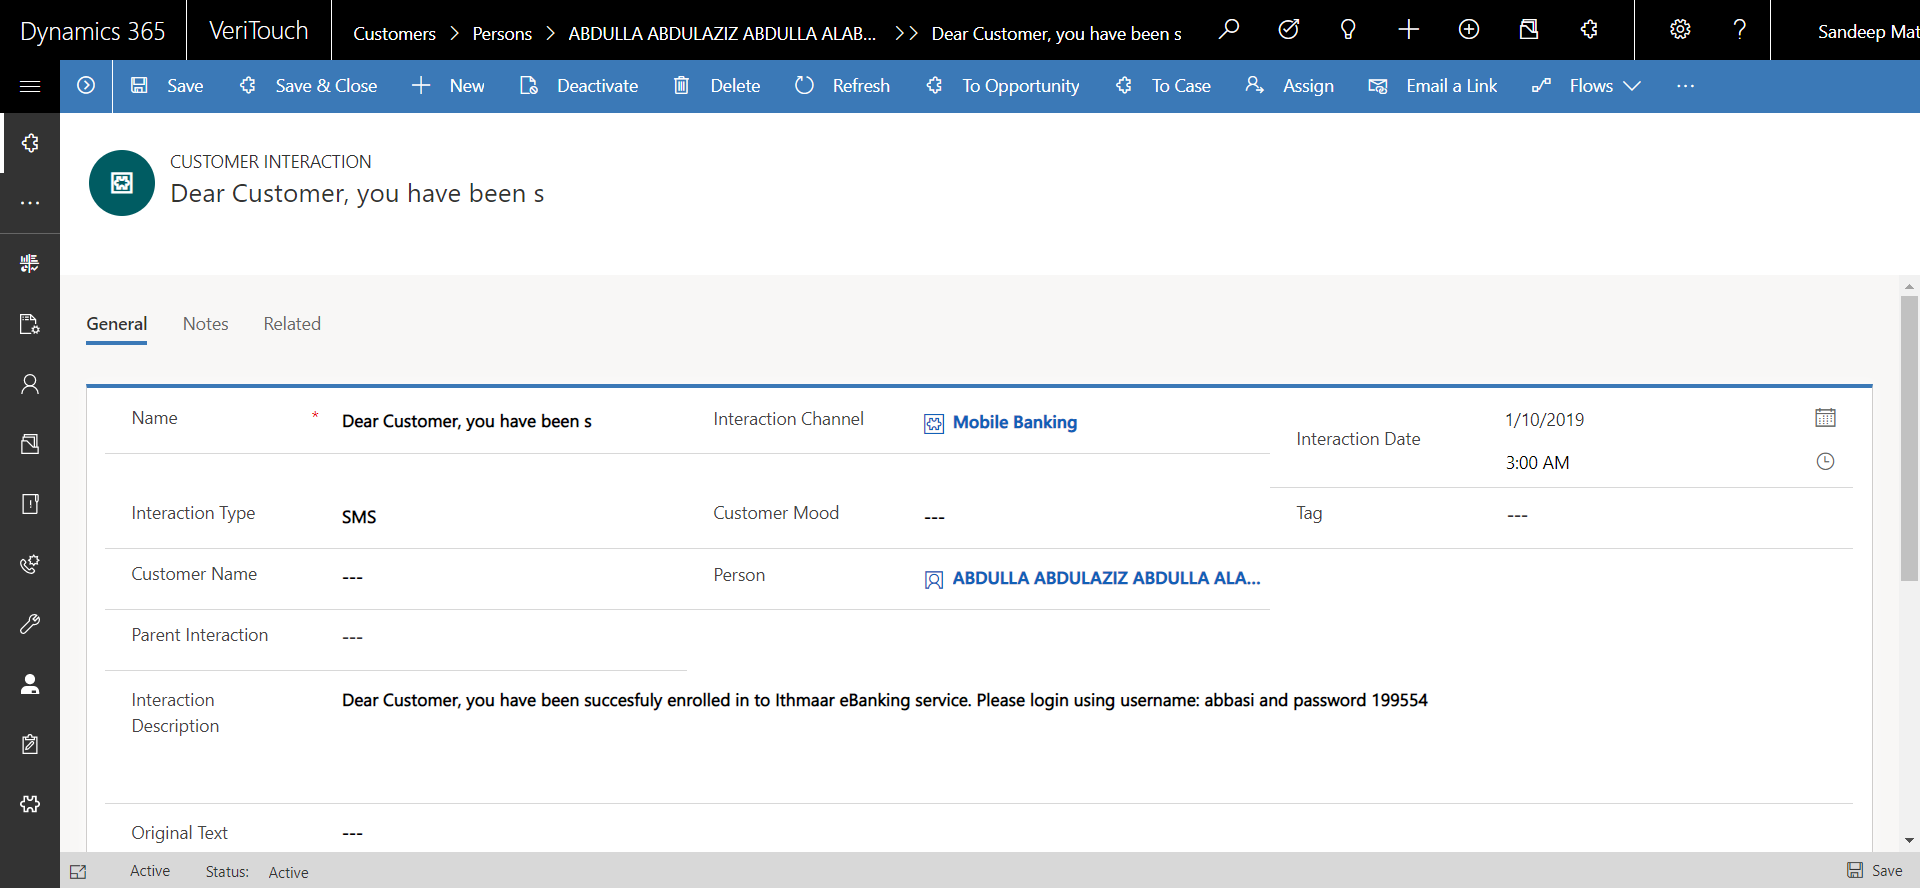 Dynamics 365
VeriTouch
Customers > Persons > ABDULLA ABDULAZIZ ABDULLA ALAB... >> Dear Customer, you have been s
Sandeep Mat
Save
Save & Close
New
Deactivate
Delete
Refresh
To Opportunity
To Case
Assign
Email a Link
Flows
CUSTOMER INTERACTION
Dear Customer, you have been s
General
Notes
Related
Name * Dear Customer, you have been s
Interaction Channel Mobile Banking
Interaction Date 1/10/2019
3:00 AM
Interaction Type SMS
Customer Mood ---
Tag ---
Customer Name ---
Person ABDULLA ABDULAZIZ ABDULLA ALA...
Parent Interaction ---
Interaction Description
Dear Customer, you have been succesfuly enrolled in to Ithmaar eBanking service. Please login using username: abbasi and password 199554
Original Text ---
Active
Status: Active
Save